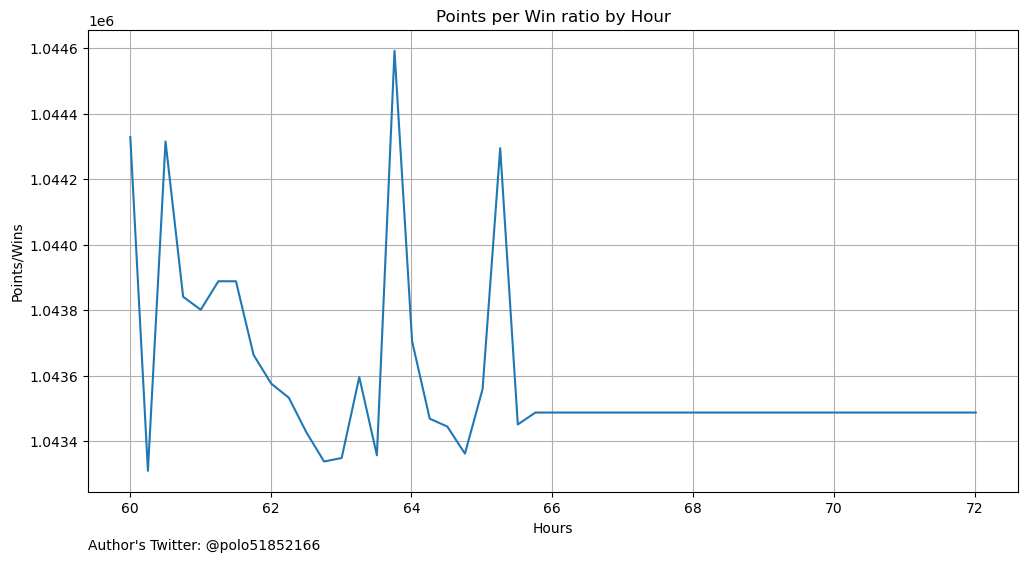 Points per Win ratio by Hour
1e6
1.0446
1.0444
1.0442
1.0440
1.0438
1.0436
1.0434
Points/Wins
60 62 64 66 68 70 72
Hours
Author's Twitter: @polo51852166